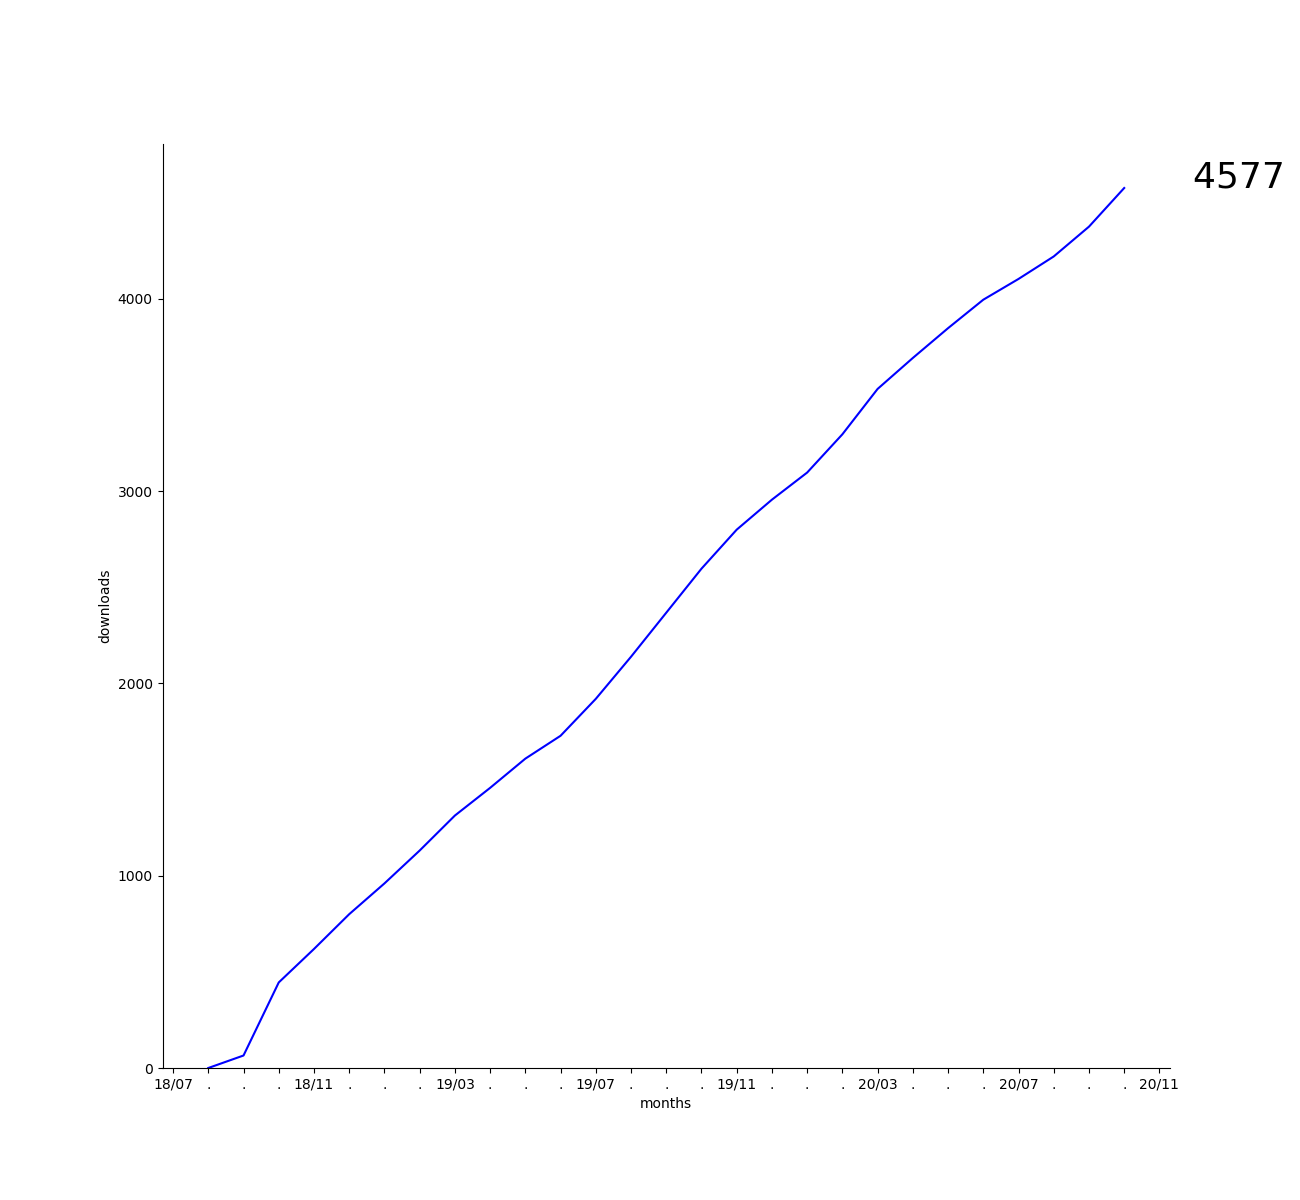 4577
4000
3000
2000
1000
0
downloads
18/07 . . . 18/11 . . . 19/03 . . . 19/07 . . . 19/11 . . . 20/03 . . . 20/07 . . . 20/11
months